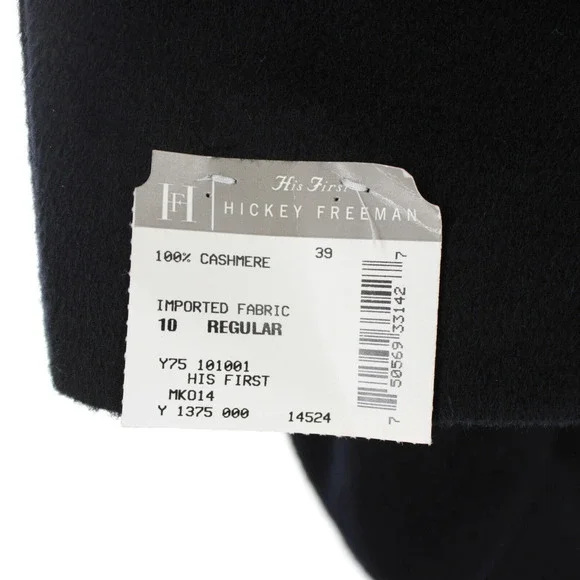 HF
His First
HICKEY FREEMAN
100% CASHMERE 39
IMPORTED FABRIC
10 REGULAR
Y75 101001
HIS FIRST
MK014
Y 1375 000 14524
7 50569 33142 7